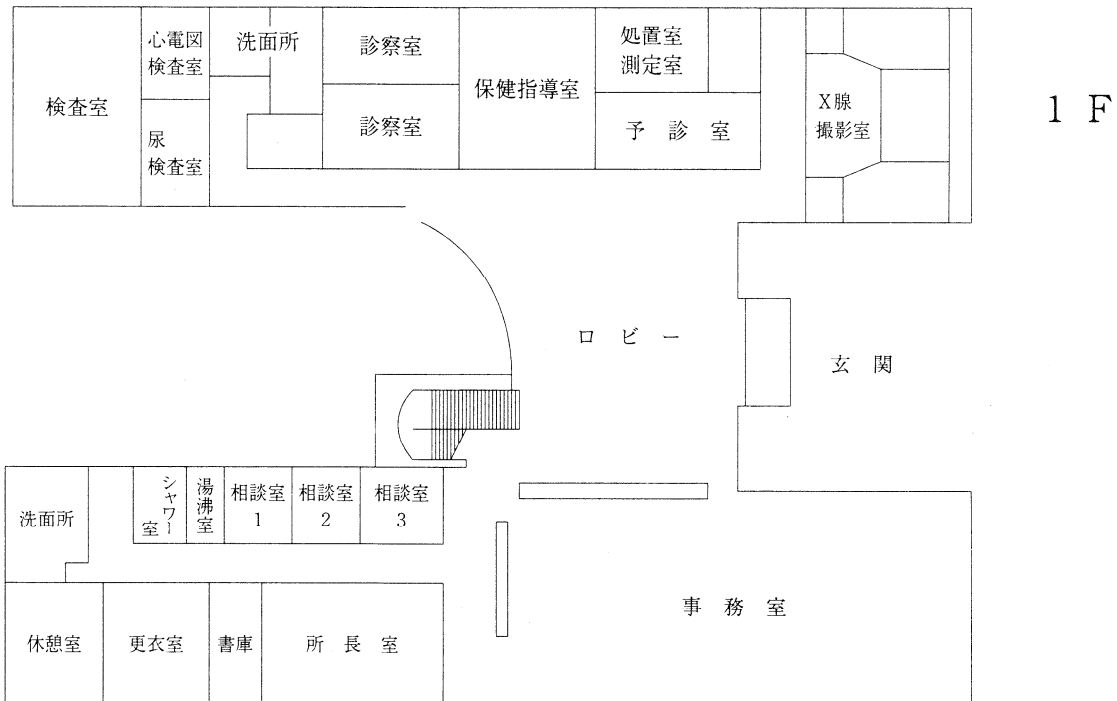 1 F
検査室
心電図
検査室
尿
検査室
洗面所
診察室
診察室
保健指導室
処置室
測定室
予診室
X腺
撮影室
ロビー
玄関
洗面所
シャワー室
湯沸室
相談室
1
相談室
2
相談室
3
休憩室
更衣室
書庫
所長室
事務室